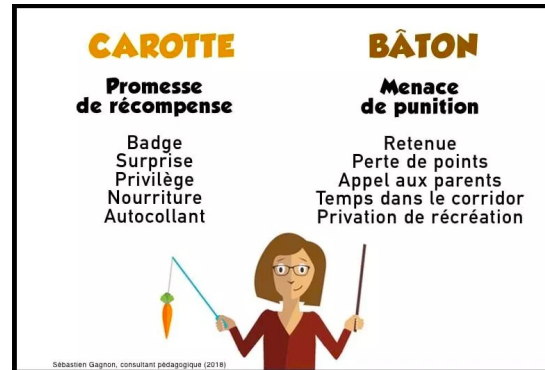 CAROTTE
Promesse
de récompense
Badge
Surprise
Privilège
Nourriture
Autocollant
BÂTON
Menace
de punition
Retenue
Perte de points
Appel aux parents
Temps dans le corridor
Privation de récréation
Sébastien Gagnon, consultant pédagogique (2018)